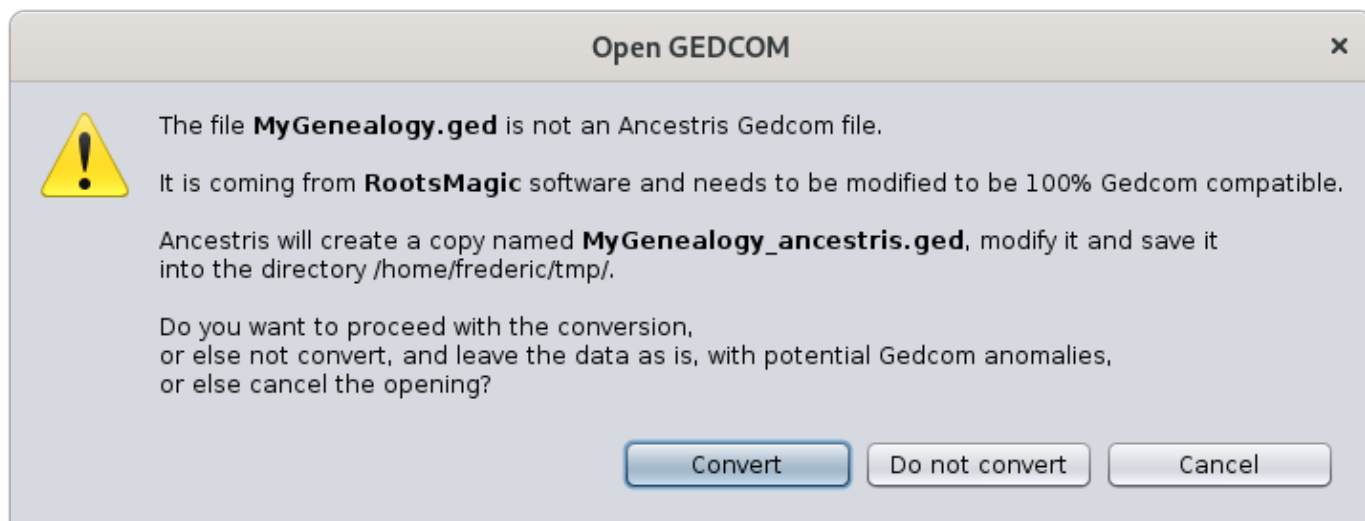 Open GEDCOM
The file MyGenealogy.ged is not an Ancestris Gedcom file.
It is coming from RootsMagic software and needs to be modified to be 100% Gedcom compatible.
Ancestris will create a copy named MyGenealogy_ancestris.ged, modify it and save it
into the directory /home/frederic/tmp/.
Do you want to proceed with the conversion,
or else not convert, and leave the data as is, with potential Gedcom anomalies,
or else cancel the opening?
Convert Do not convert Cancel